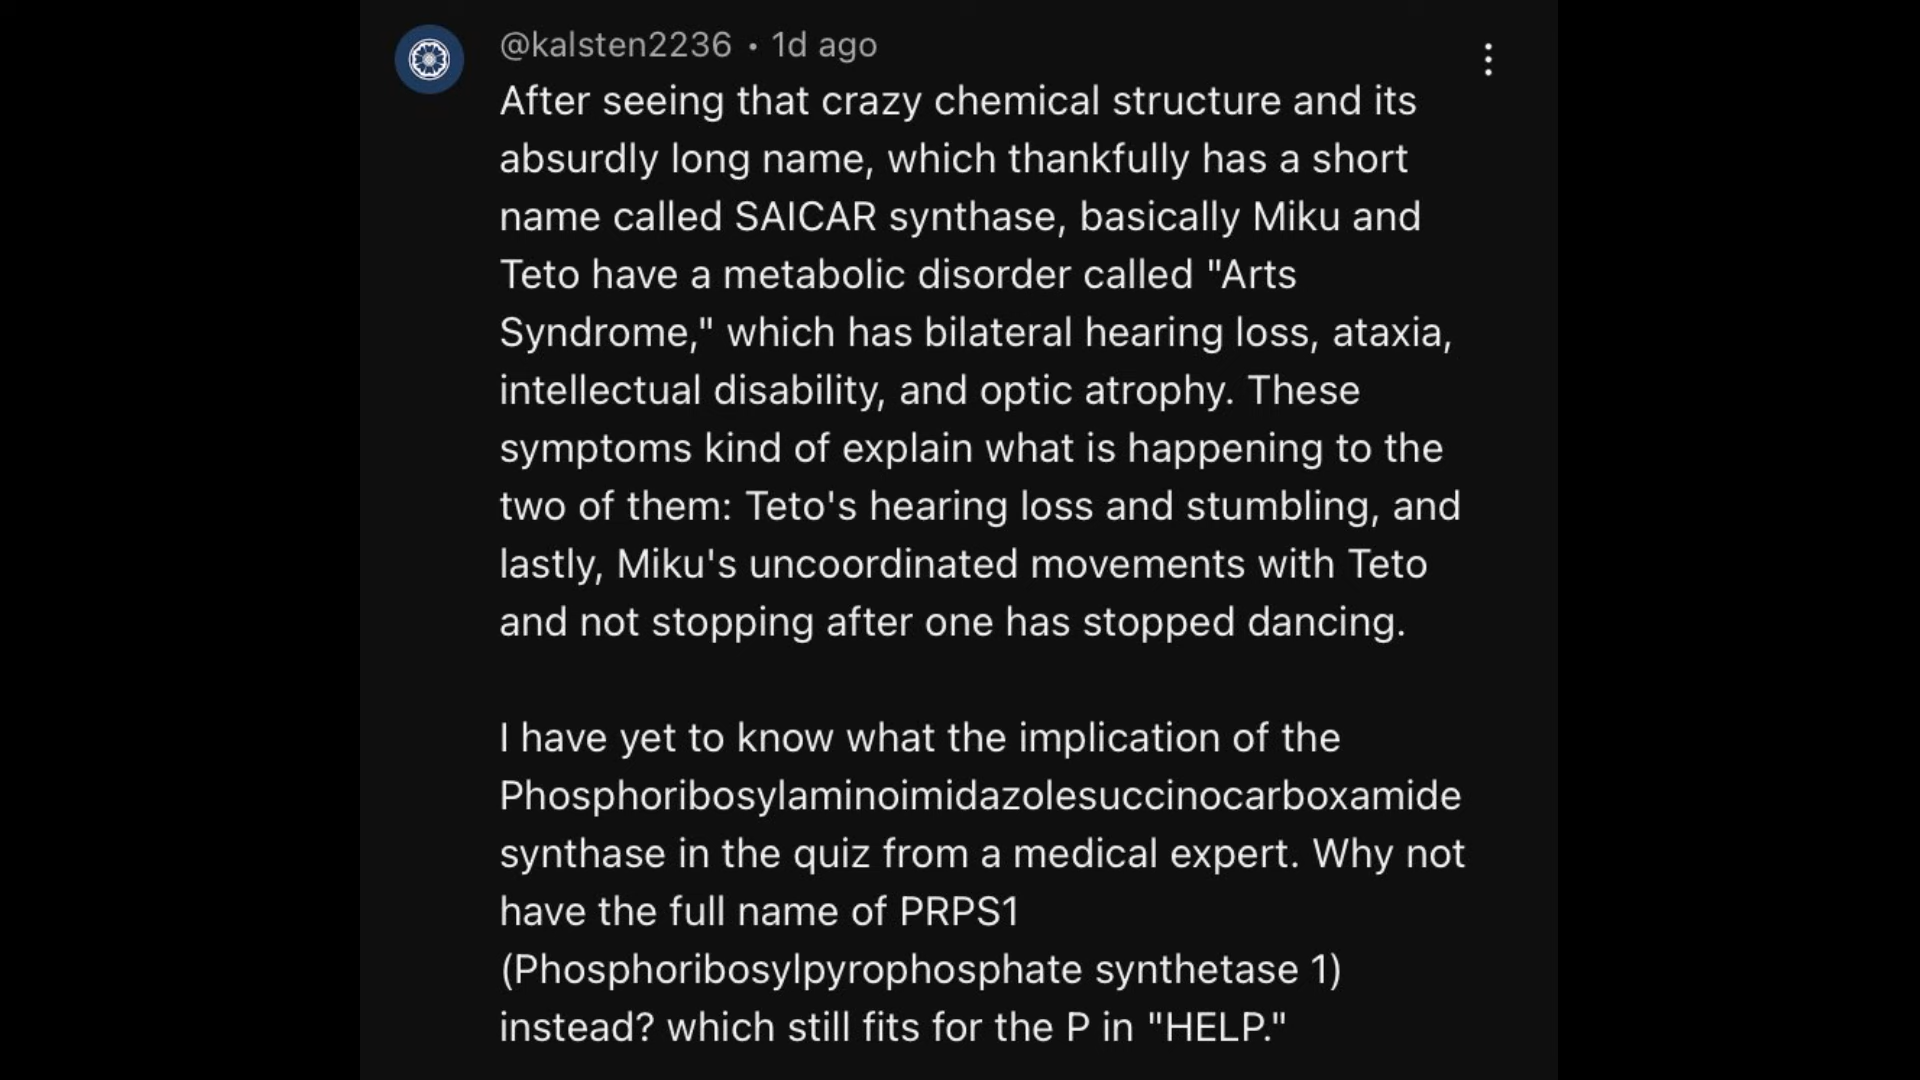 @kalsten2236 • 1d ago
After seeing that crazy chemical structure and its
absurdly long name, which thankfully has a short
name called SAICAR synthase, basically Miku and
Teto have a metabolic disorder called "Arts
Syndrome," which has bilateral hearing loss, ataxia,
intellectual disability, and optic atrophy. These
symptoms kind of explain what is happening to the
two of them: Teto's hearing loss and stumbling, and
lastly, Miku's uncoordinated movements with Teto
and not stopping after one has stopped dancing.
I have yet to know what the implication of the
Phosphoribosylaminoimidazolesuccinocarboxamide
synthase in the quiz from a medical expert. Why not
have the full name of PRPS1
(Phosphoribosylpyrophosphate synthetase 1)
instead? which still fits for the P in "HELP."